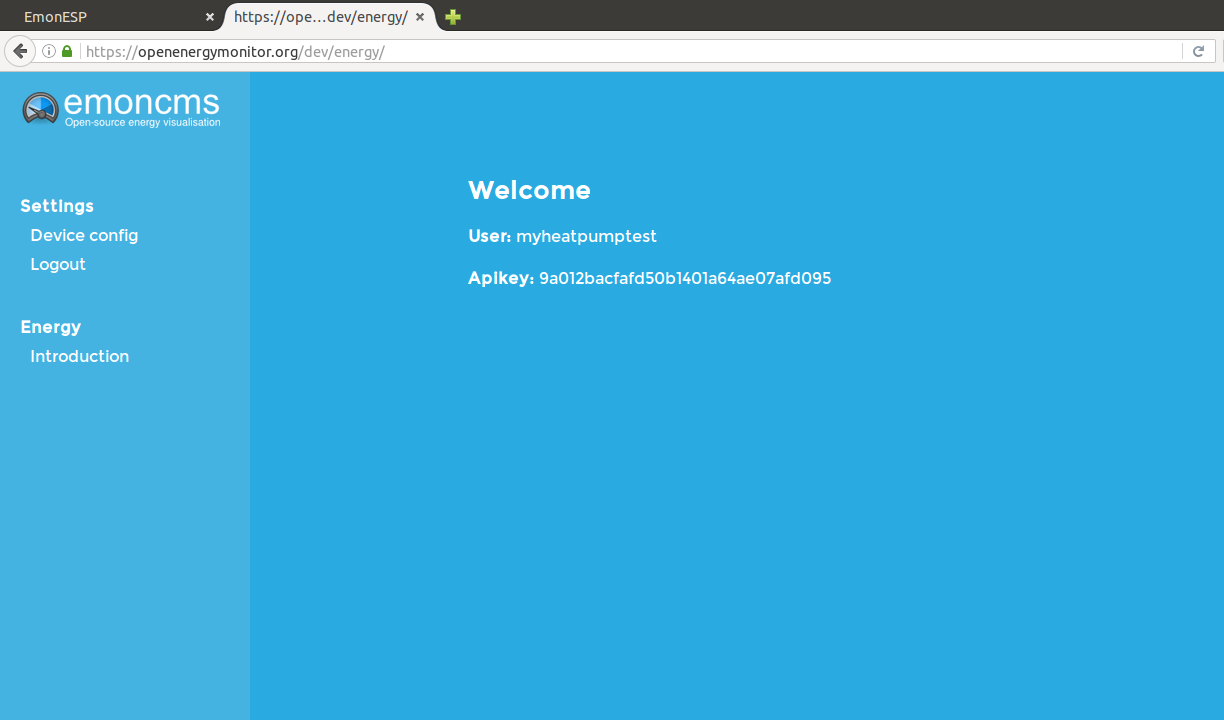 EmonESP
https://ope...dev/energy/
https://openenergymonitor.org/dev/energy/
emoncms
Open-source energy visualisation
Settings
Device config
Logout
Energy
Introduction
Welcome
User: myheatpumptest
Apikey: 9a012bacfafd50b1401a64ae07afd095